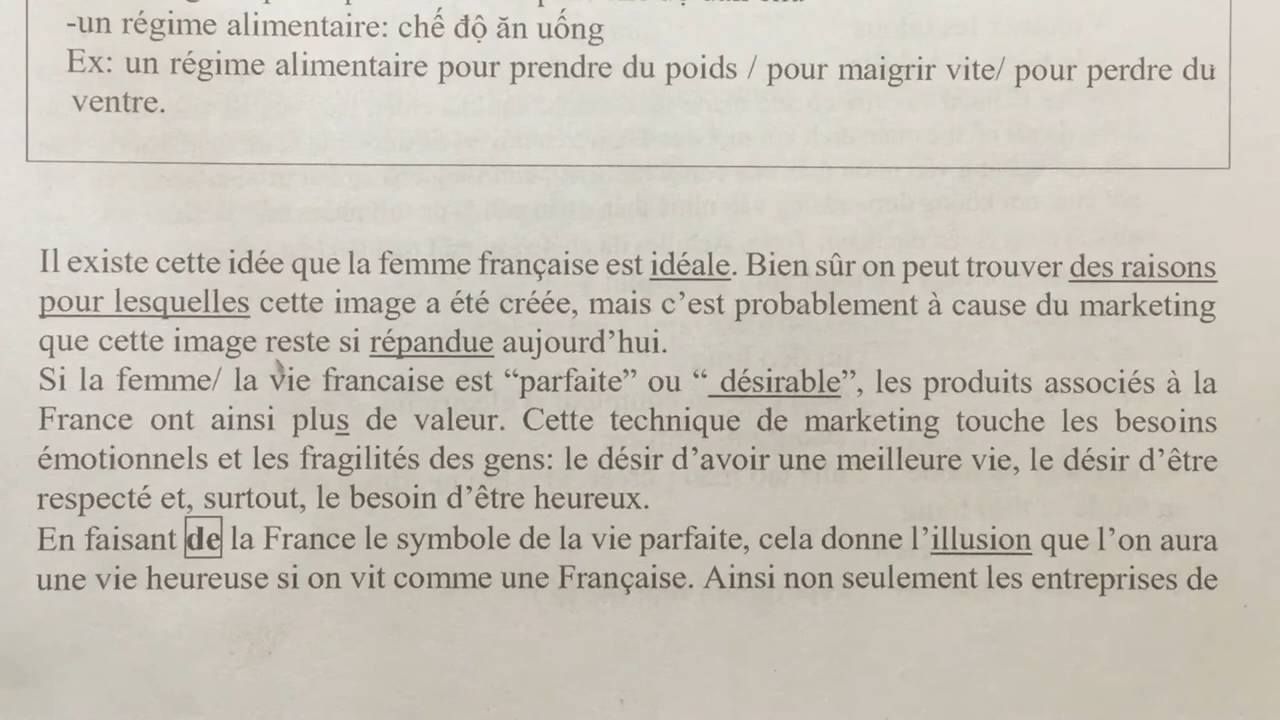 -un régime alimentaire: chế độ ăn uống
Ex: un régime alimentaire pour prendre du poids / pour maigrir vite/ pour perdre du
ventre.
Il existe cette idée que la femme française est idéale. Bien sûr on peut trouver des raisons
pour lesquelles cette image a été créée, mais c’est probablement à cause du marketing
que cette image reste si répandue aujourd’hui.
Si la femme/ la vie francaise est “parfaite” ou “ désirable”, les produits associés à la
France ont ainsi plus de valeur. Cette technique de marketing touche les besoins
émotionnels et les fragilités des gens: le désir d’avoir une meilleure vie, le désir d’être
respecté et, surtout, le besoin d’être heureux.
En faisant de la France le symbole de la vie parfaite, cela donne l’illusion que l’on aura
une vie heureuse si on vit comme une Française. Ainsi non seulement les entreprises de